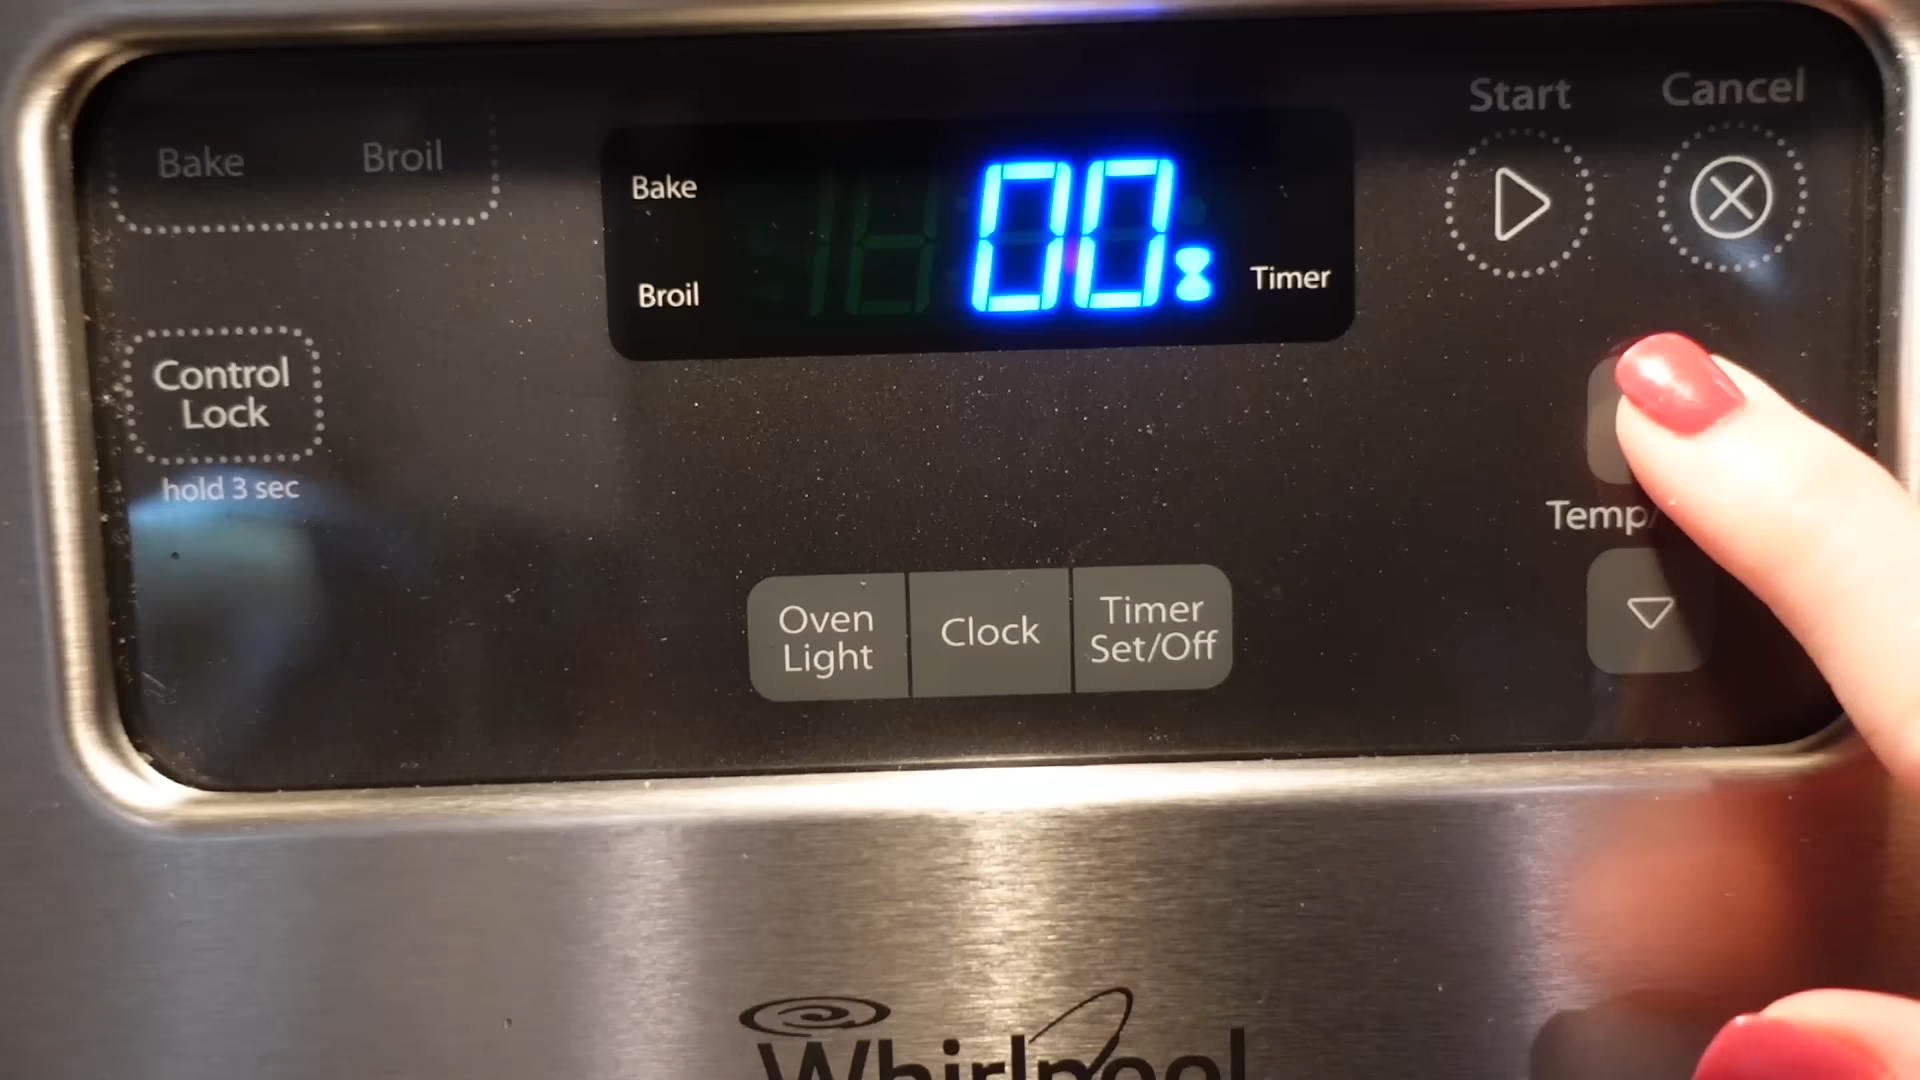 Start
Cancel
Bake
Broil
Bake
00
Timer
Broil
Control
Lock
hold 3 sec
Temp/
Oven
Light
Clock
Timer
Set/Off
Whirlpool